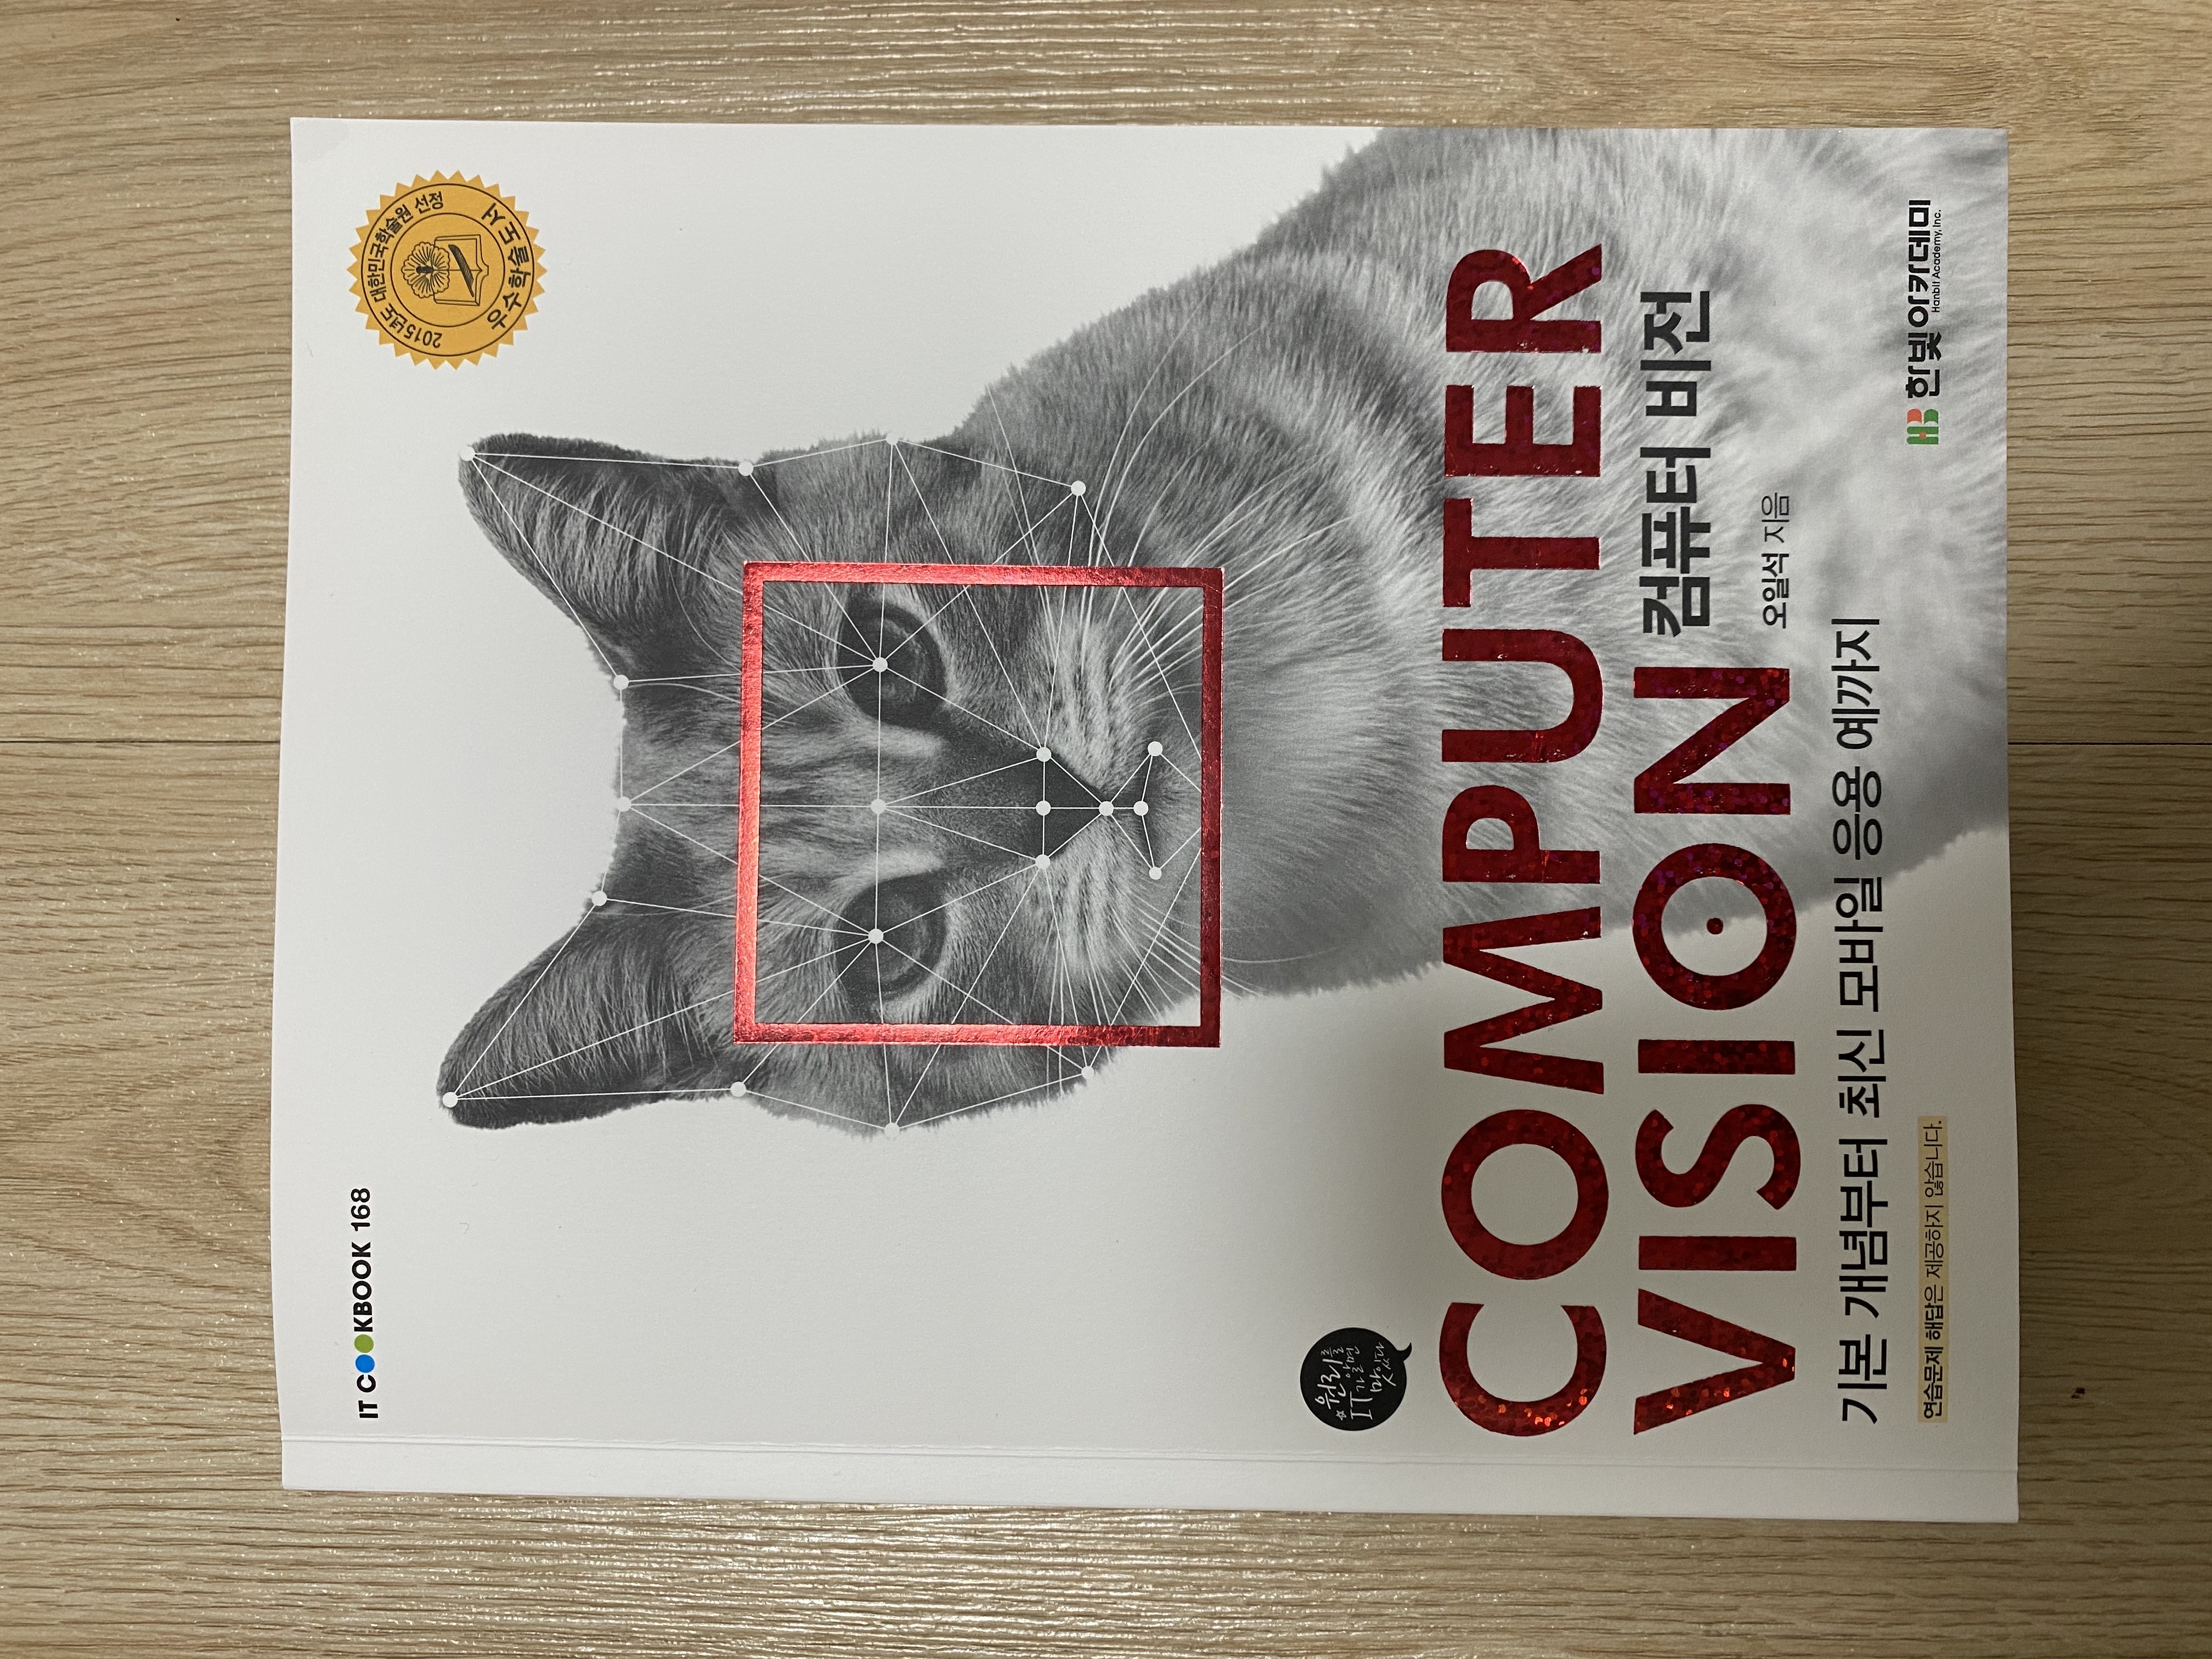 IT COOKBOOK 168
2015년도 대한민국학술원 선정
우수학술도서
원리를
알면
IT가
맛있다
COMPUTER
VISION 컴퓨터 비전
오일석 지음
기본 개념부터 최신 모바일 응용 예까지
연습문제 해답은 제공하지 않습니다.
HB 한빛아카데미
Hanbit Academy, Inc.